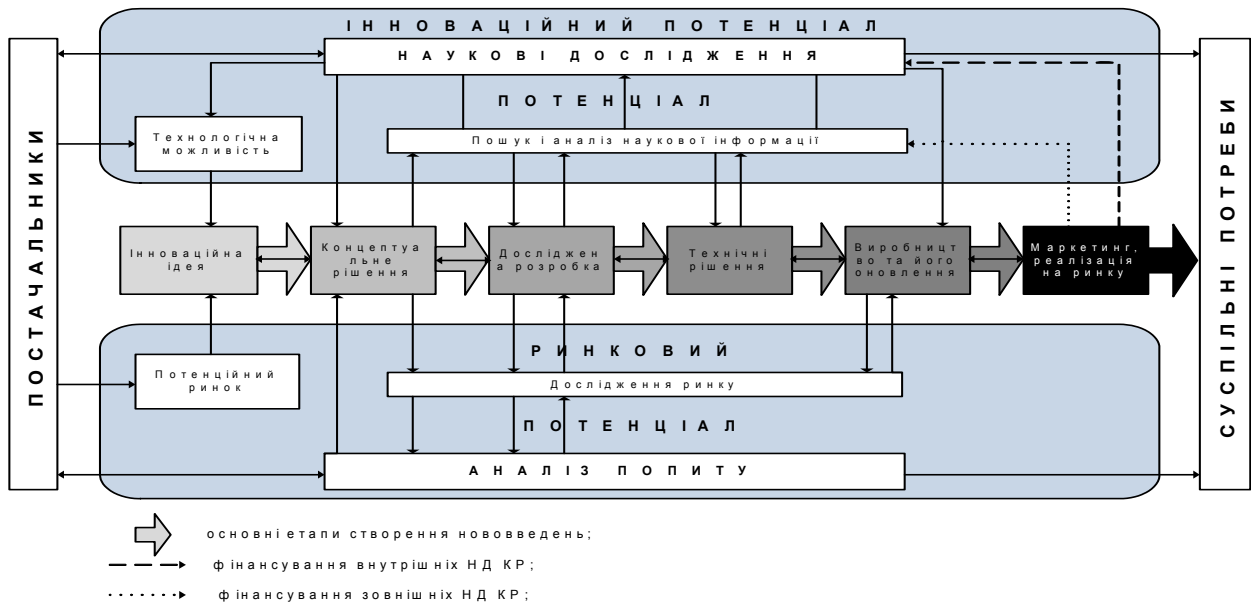 ІННОВАЦІЙНИЙ ПОТЕНЦІАЛ
НАУКОВІ ДОСЛІДЖЕННЯ
ПОТЕНЦІАЛ
Технологічна
можливість
Пошук і аналіз наукової інформації
ПОСТАЧАЛЬНИКИ
СУСПІЛЬНІ ПОТРЕБИ
Інноваційна
ідея
Концептуа
льне
рішення
Досліджен
а розробка
Технічні
рішення
Виробницт
во та його
оновлення
Маркетинг,
реалізація
на ринку
РИНКОВИЙ
Потенційний
ринок
Дослідження ринку
ПОТЕНЦІАЛ
АНАЛІЗ ПОПИТУ
основні етапи створення нововведень;
фінансування внутрішніх НД КР;
фінансування зовнішніх НД КР;